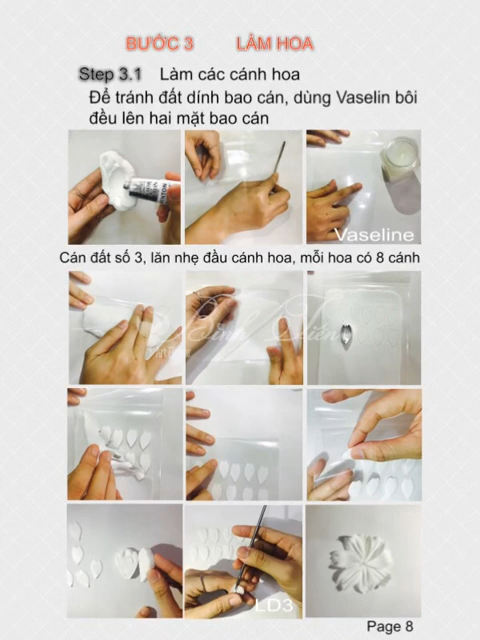 BƯỚC 3 LÀM HOA
Step 3.1 Làm các cánh hoa
Để tránh đất dính bao cán, dùng Vaselin bôi
đều lên hai mặt bao cán
Vaseline
Cán đất số 3, lăn nhẹ đầu cánh hoa, mỗi hoa có 8 cánh
LD3
Page 8